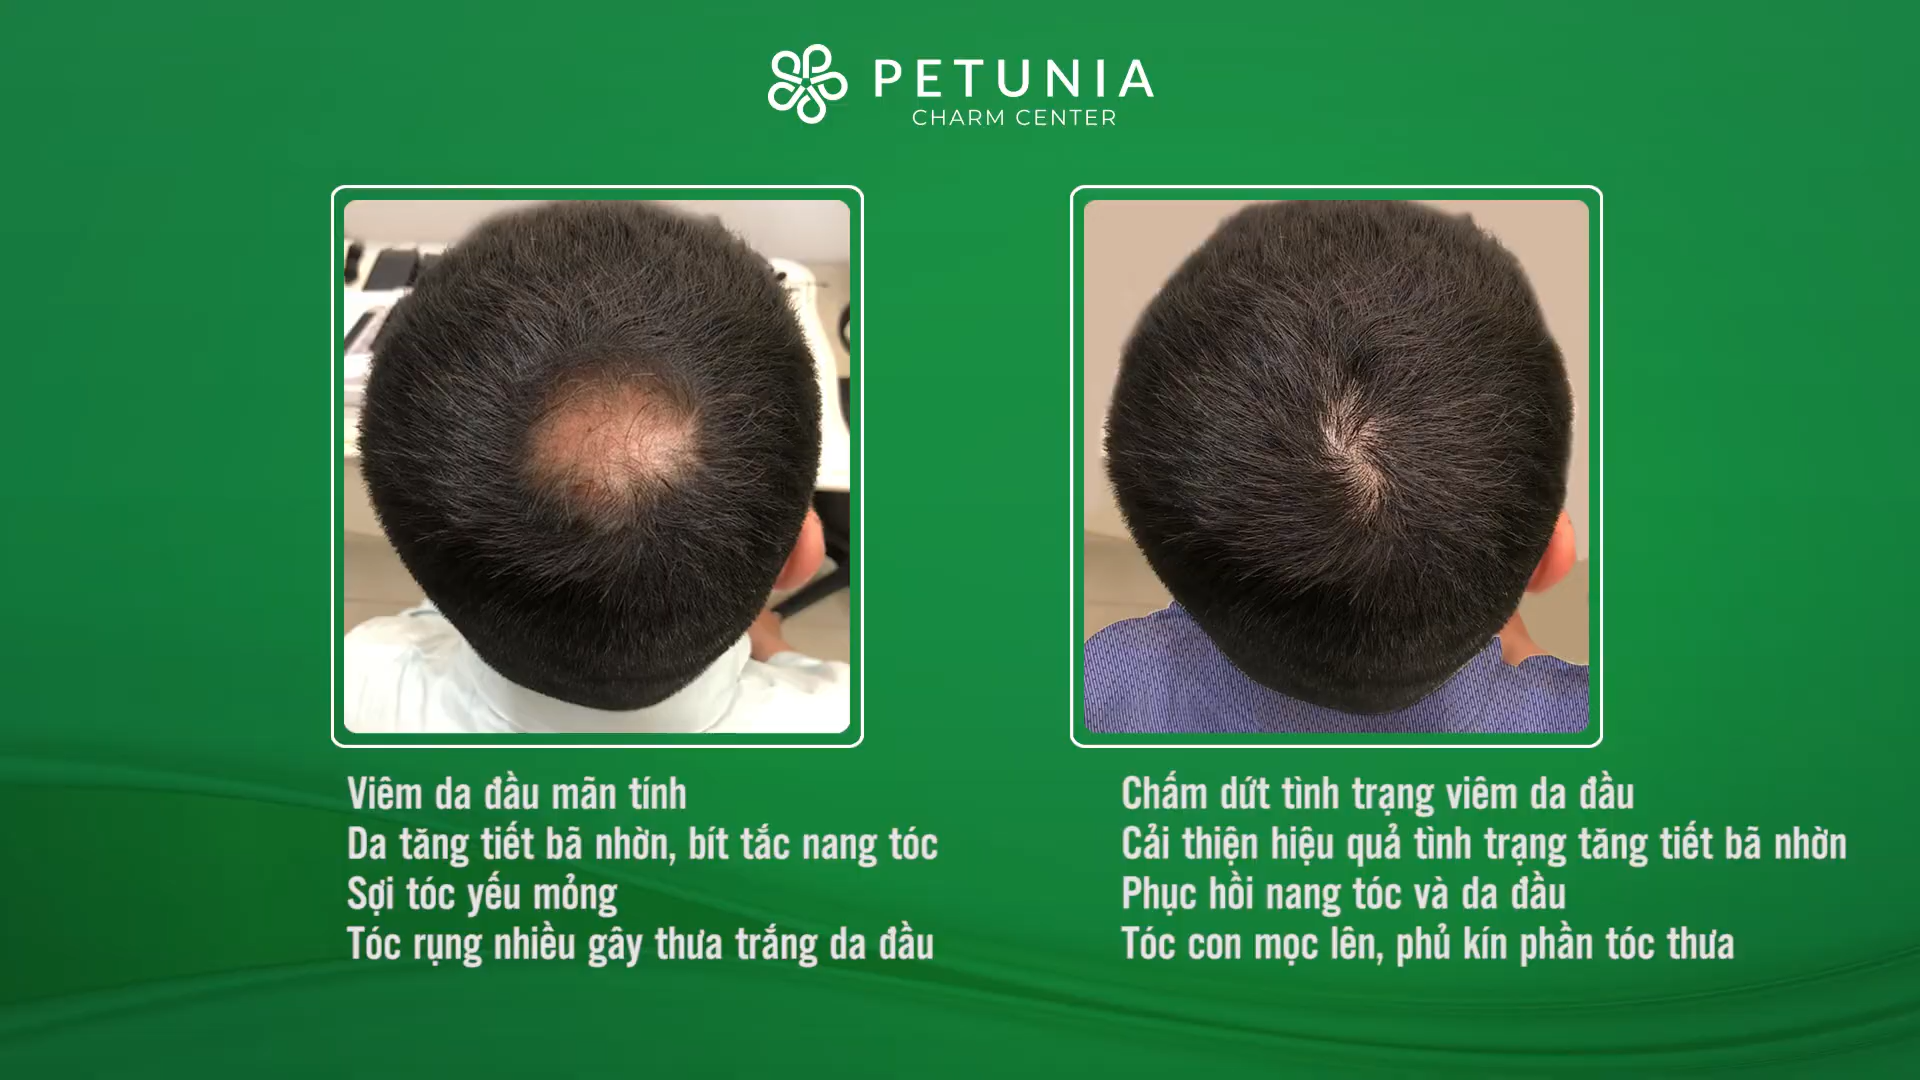 PETUNIA
CHARM CENTER
Viêm da đầu mãn tính
Da tăng tiết bã nhờn, bít tắc nang tóc
Sợi tóc yếu mỏng
Tóc rụng nhiều gây thưa trắng da đầu
Chấm dứt tình trạng viêm da đầu
Cải thiện hiệu quả tình trạng tăng tiết bã nhờn
Phục hồi nang tóc và da đầu
Tóc con mọc lên, phủ kín phần tóc thưa